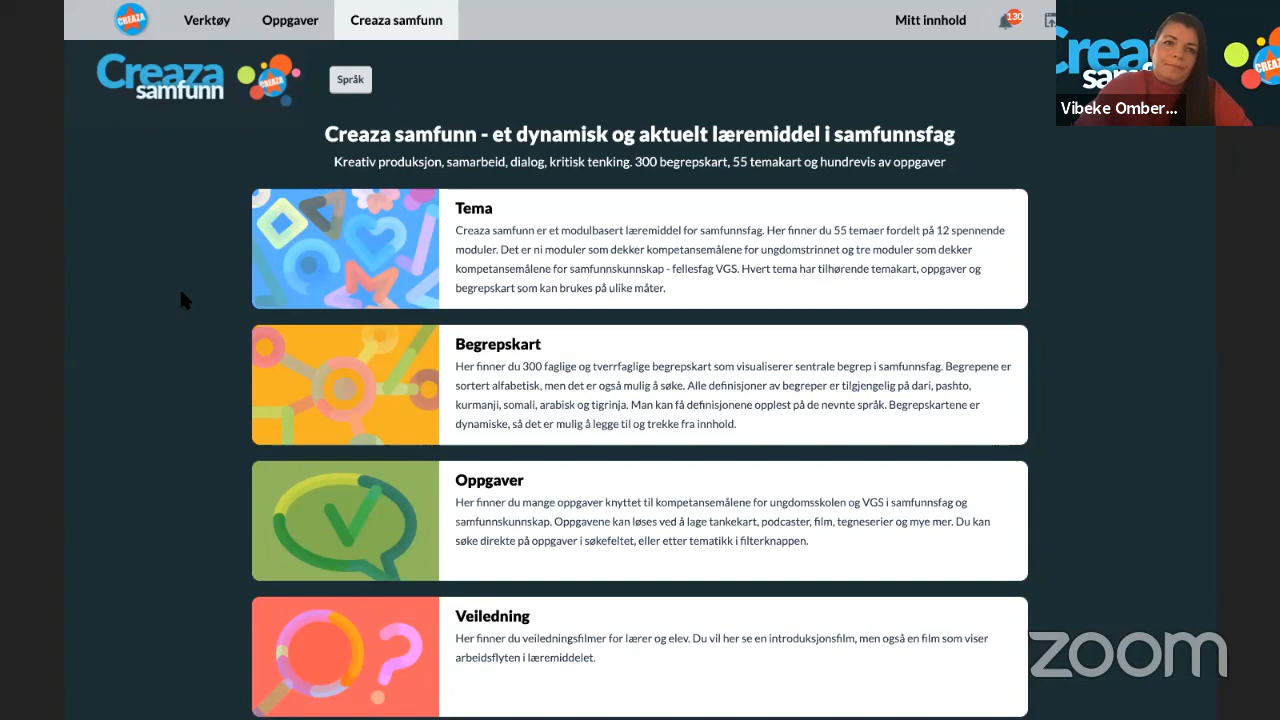 CREAZA
Verktøy
Oppgaver
Creaza samfunn
Mitt innhold
130
Creaza
samfunn
CREAZA
Språk
Crea
CREAZA
sa
Vibeke Omber...
Creaza samfunn - et dynamisk og aktuelt læremiddel i samfunnsfag
Kreativ produksjon, samarbeid, dialog, kritisk tenking. 300 begrepskart, 55 temakart og hundrevis av oppgaver
Tema
Creaza samfunn er et modulbasert læremiddel for samfunnsfag. Her finner du 55 temaer fordelt på 12 spennende
moduler. Det er ni moduler som dekker kompetansemålene for ungdomstrinnet og tre moduler som dekker
kompetansemålene for samfunnskunnskap - fellesfag VGS. Hvert tema har tilhørende temakart, oppgaver og
begrepskart som kan brukes på ulike måter.
Begrepskart
Her finner du 300 faglige og tverrfaglige begrepskart som visualiserer sentrale begrep i samfunnsfag. Begrepene er
sortert alfabetisk, men det er også mulig å søke. Alle definisjoner av begreper er tilgjengelig på dari, pashto,
kurmanji, somali, arabisk og tigrinja. Man kan få definisjonene opplest på de nevnte språk. Begrepskartene er
dynamiske, så det er mulig å legge til og trekke fra innhold.
Oppgaver
Her finner du mange oppgaver knyttet til kompetansemålene for ungdomsskolen og VGS i samfunnsfag og
samfunnskunnskap. Oppgavene kan løses ved å lage tankekart, podcaster, film, tegneserier og mye mer. Du kan
søke direkte på oppgaver i søkefeltet, eller etter tematikk i filterknappen.
Veiledning
Her finner du veiledningsfilmer for lærer og elev. Du vil her se en introduksjonsfilm, men også en film som viser
arbeidsflyten i læremiddelet.
zoom